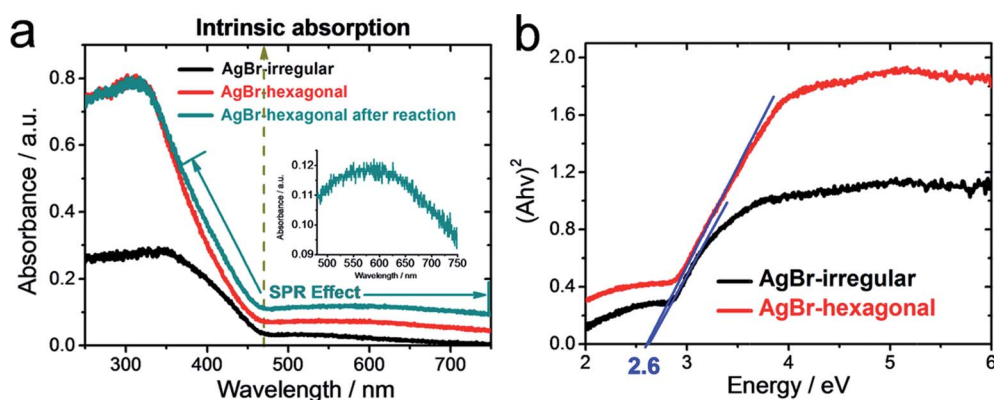 a
Intrinsic absorption
AgBr-irregular
AgBr-hexagonal
AgBr-hexagonal after reaction
Absorbance / a.u.
0.8
0.6
0.4
0.2
0.0
300 400 500 600 700
Wavelength / nm
SPR Effect
Absorbance / a.u.
0.12
0.11
0.10
0.09
500 550 600 650 700 750
Wavelength / nm
b
(Ahv)²
2.0
1.6
1.2
0.8
0.4
0.0
2 3 4 5 6
2.6
Energy / eV
AgBr-irregular
AgBr-hexagonal